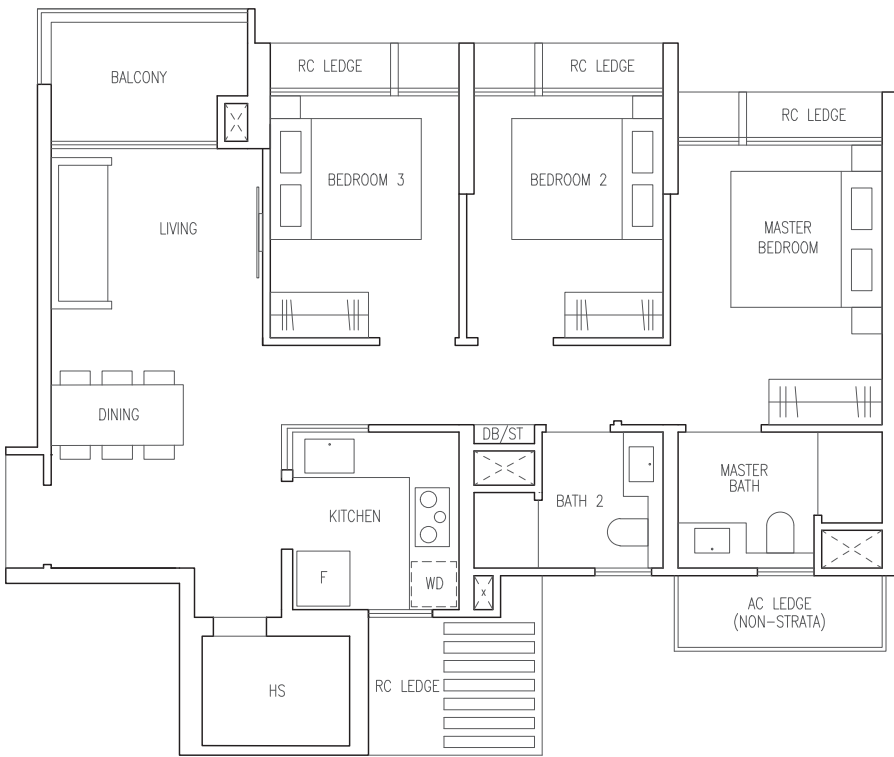 RC LEDGE
RC LEDGE
BALCONY
RC LEDGE
BEDROOM 3
BEDROOM 2
LIVING
MASTER
BEDROOM
DINING
DB/ST
MASTER
BATH
BATH 2
KITCHEN
F
WD
x
AC LEDGE
(NON-STRATA)
RC LEDGE
HS